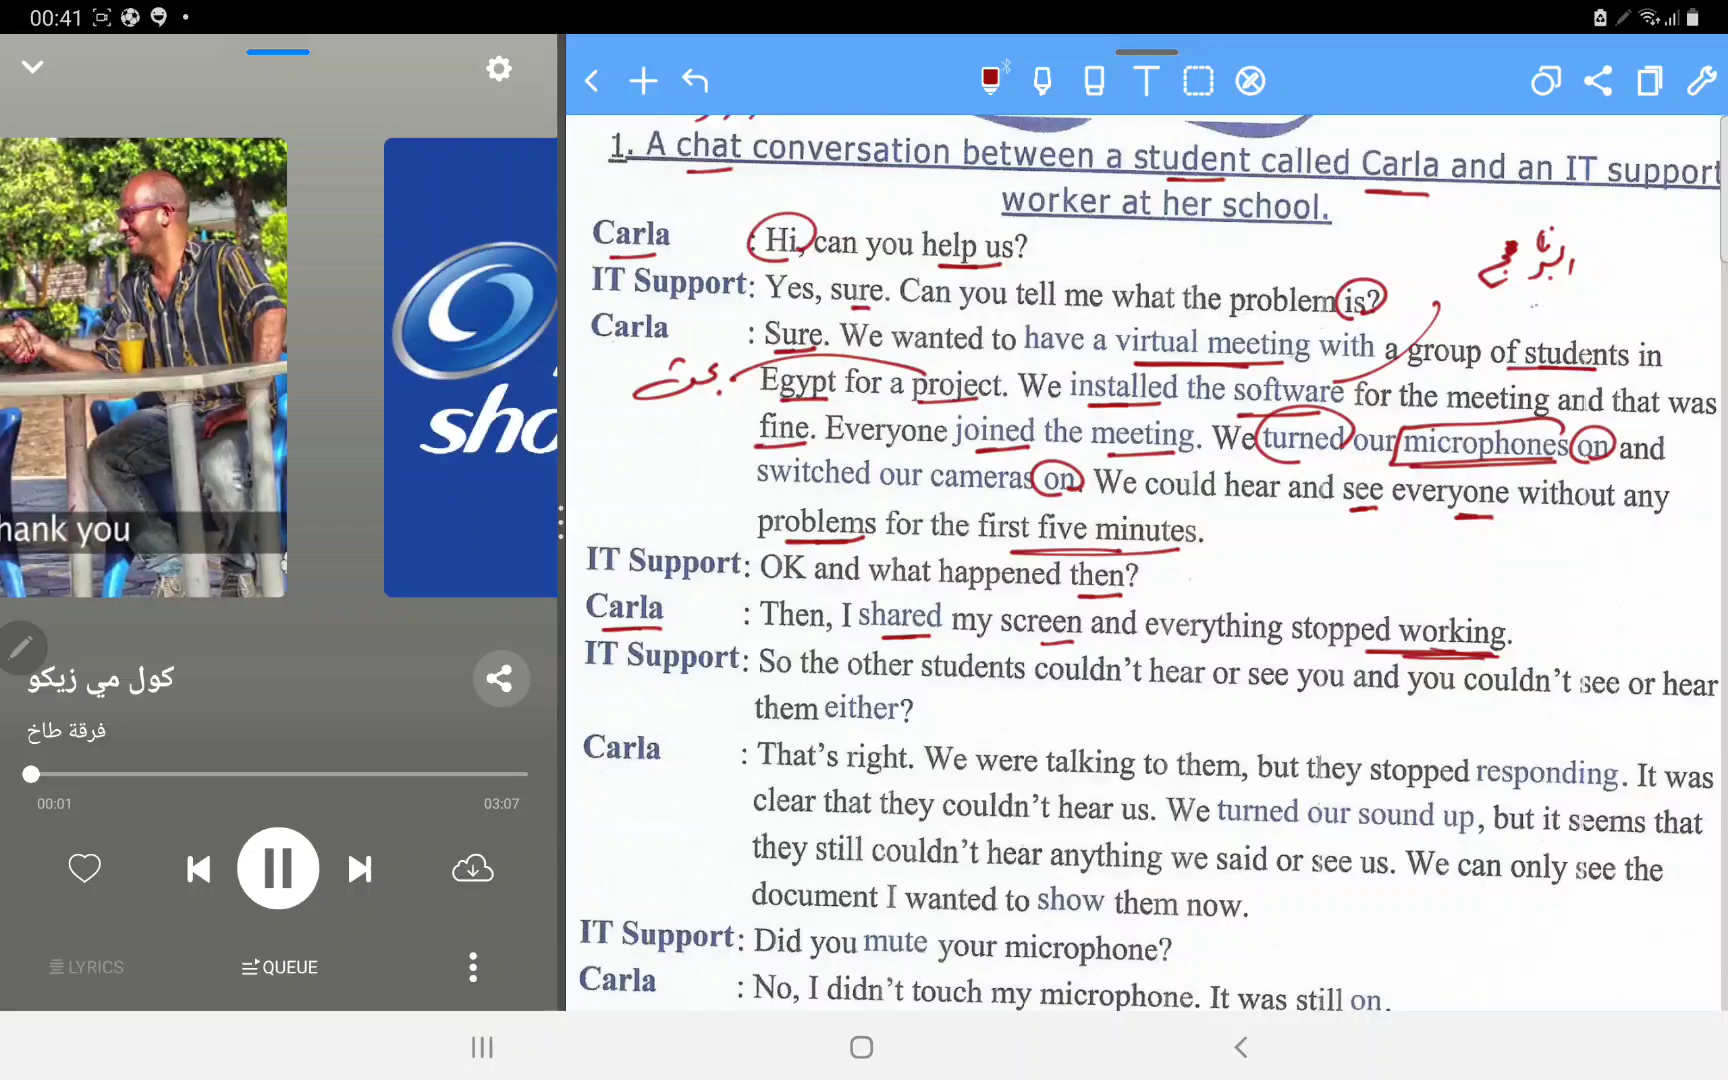 00:41
hank you
sho
كول مي زيكو
فرقة طاخ
00:01
03:07
LYRICS
QUEUE
1. A chat conversation between a student called Carla and an IT support
worker at her school.
Carla : Hi, can you help us?
البرنامج
IT Support: Yes, sure. Can you tell me what the problem is?
Carla : Sure. We wanted to have a virtual meeting with a group of students in
بحث
Egypt for a project. We installed the software for the meeting and that was
fine. Everyone joined the meeting. We turned our microphones on and
switched our cameras on. We could hear and see everyone without any
problems for the first five minutes.
IT Support: OK and what happened then?
Carla : Then, I shared my screen and everything stopped working.
IT Support: So the other students couldn't hear or see you and you couldn't see or hear
them either?
Carla : That's right. We were talking to them, but they stopped responding. It was
clear that they couldn't hear us. We turned our sound up, but it seems that
they still couldn't hear anything we said or see us. We can only see the
document I wanted to show them now.
IT Support: Did you mute your microphone?
Carla : No, I didn't touch my microphone. It was still on.